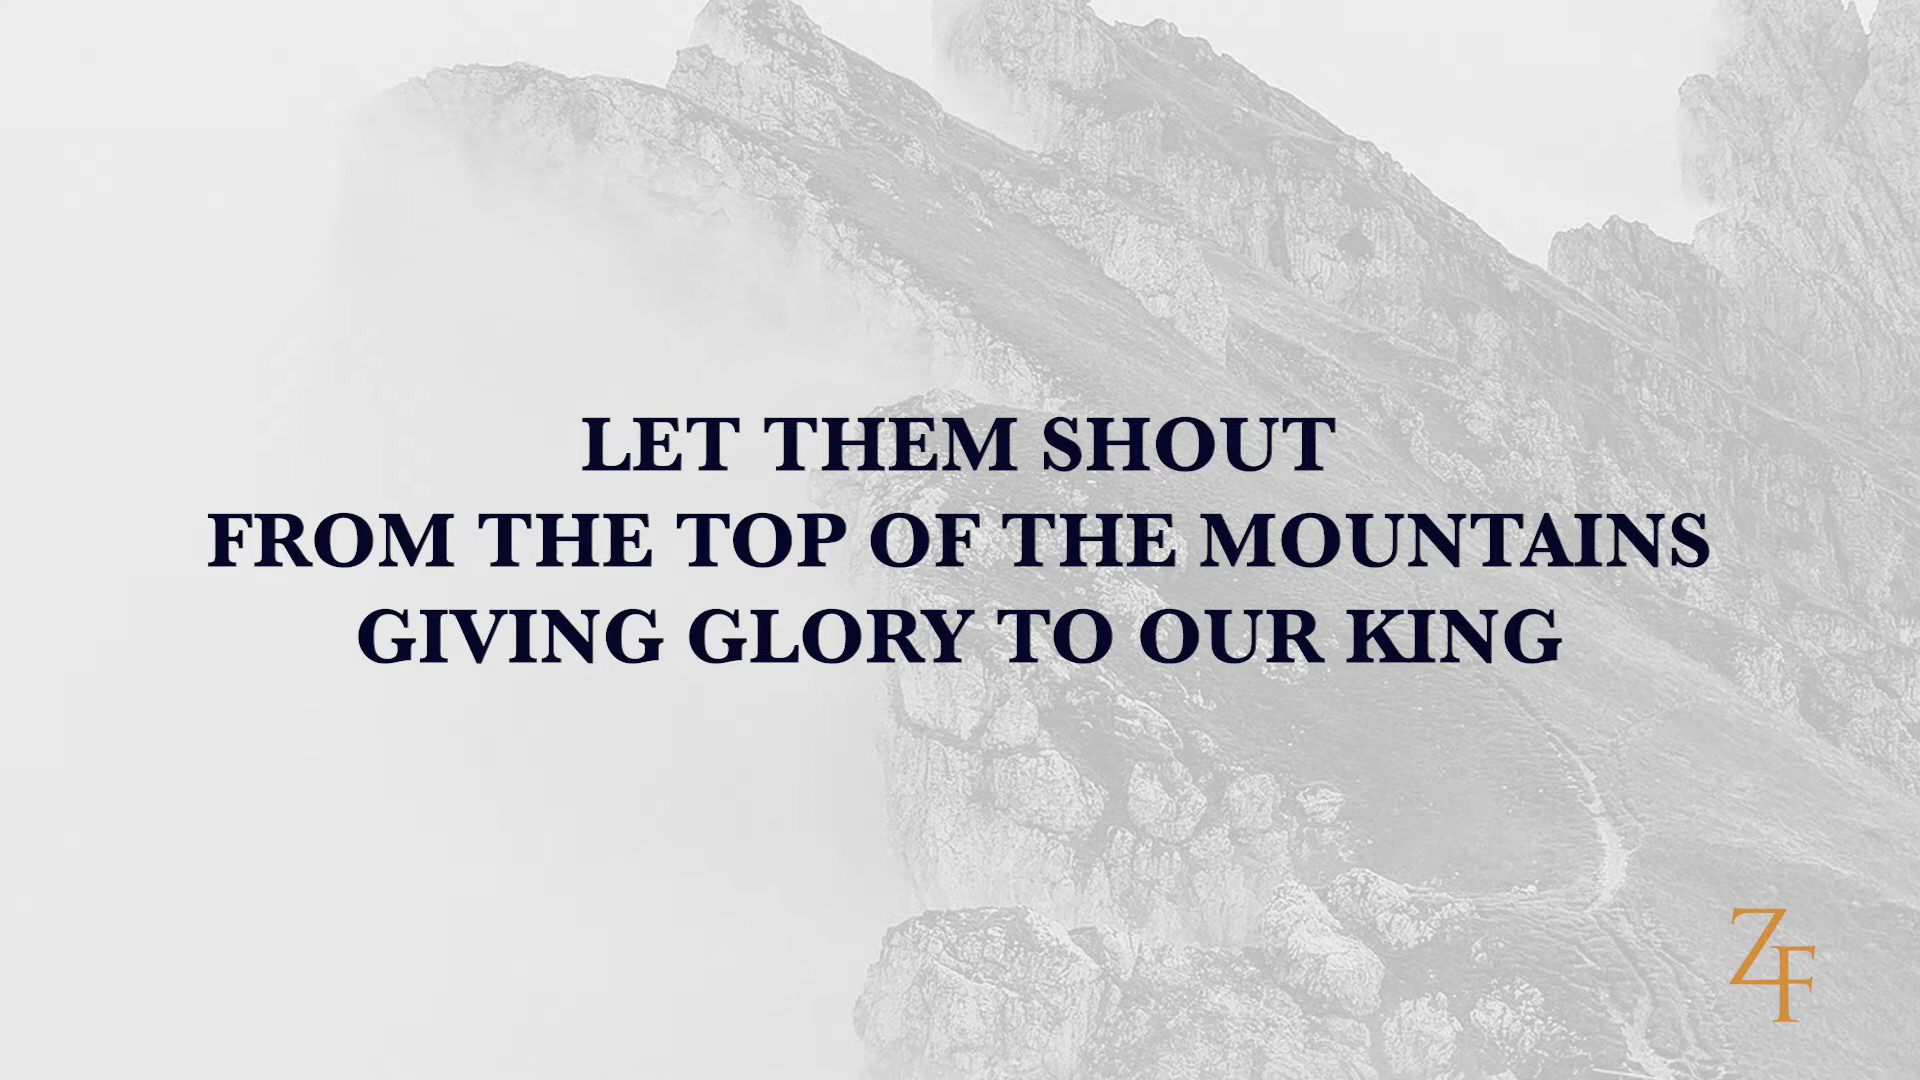 LET THEM SHOUT
FROM THE TOP OF THE MOUNTAINS
GIVING GLORY TO OUR KING
ZF